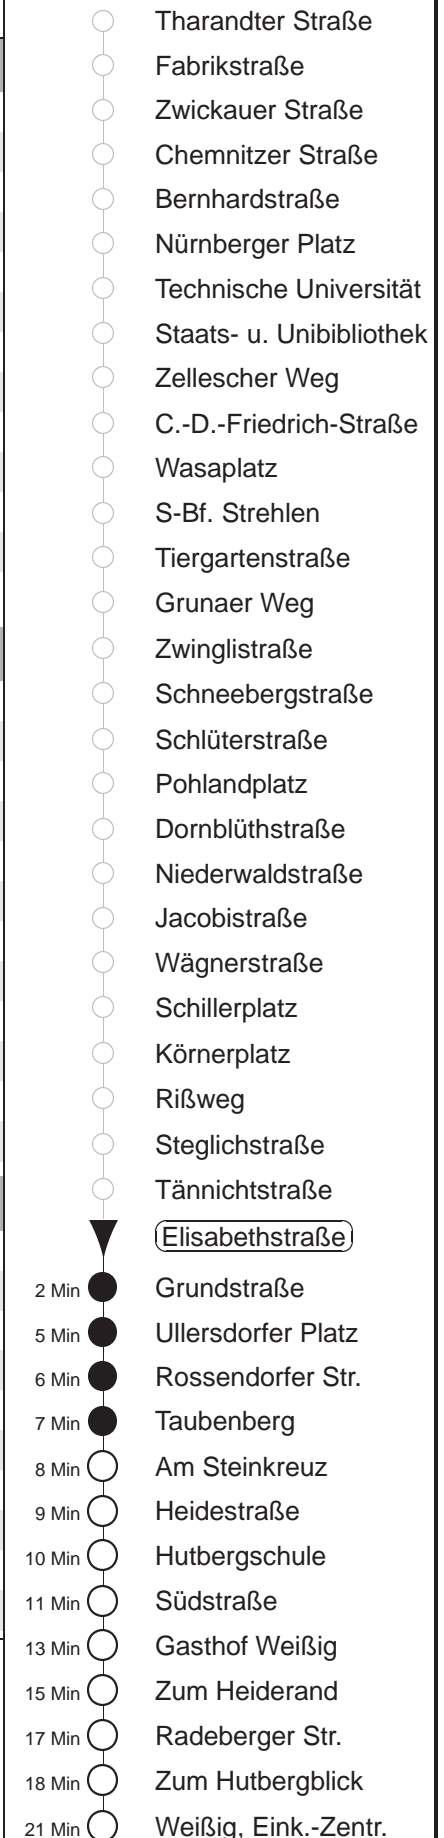 Tharandter Straße
Fabrikstraße
Zwickauer Straße
Chemnitzer Straße
Bernhardstraße
Nürnberger Platz
Technische Universität
Staats- u. Unibibliothek
Zellescher Weg
C.-D.-Friedrich-Straße
Wasaplatz
S-Bf. Strehlen
Tiergartenstraße
Grunaer Weg
Zwinglistraße
Schneebergstraße
Schlüterstraße
Pohlandplatz
Dornblüthstraße
Niederwaldstraße
Jacobistraße
Wägnerstraße
Schillerplatz
Körnerplatz
Rißweg
Steglichstraße
Tännichtstraße
Elisabethstraße
2 Min Grundstraße
5 Min Ullersdorfer Platz
6 Min Rossendorfer Str.
7 Min Taubenberg
8 Min Am Steinkreuz
9 Min Heidestraße
10 Min Hutbergschule
11 Min Südstraße
13 Min Gasthof Weißig
15 Min Zum Heiderand
17 Min Radeberger Str.
18 Min Zum Hutbergblick
21 Min Weißig, Eink.-Zentr.